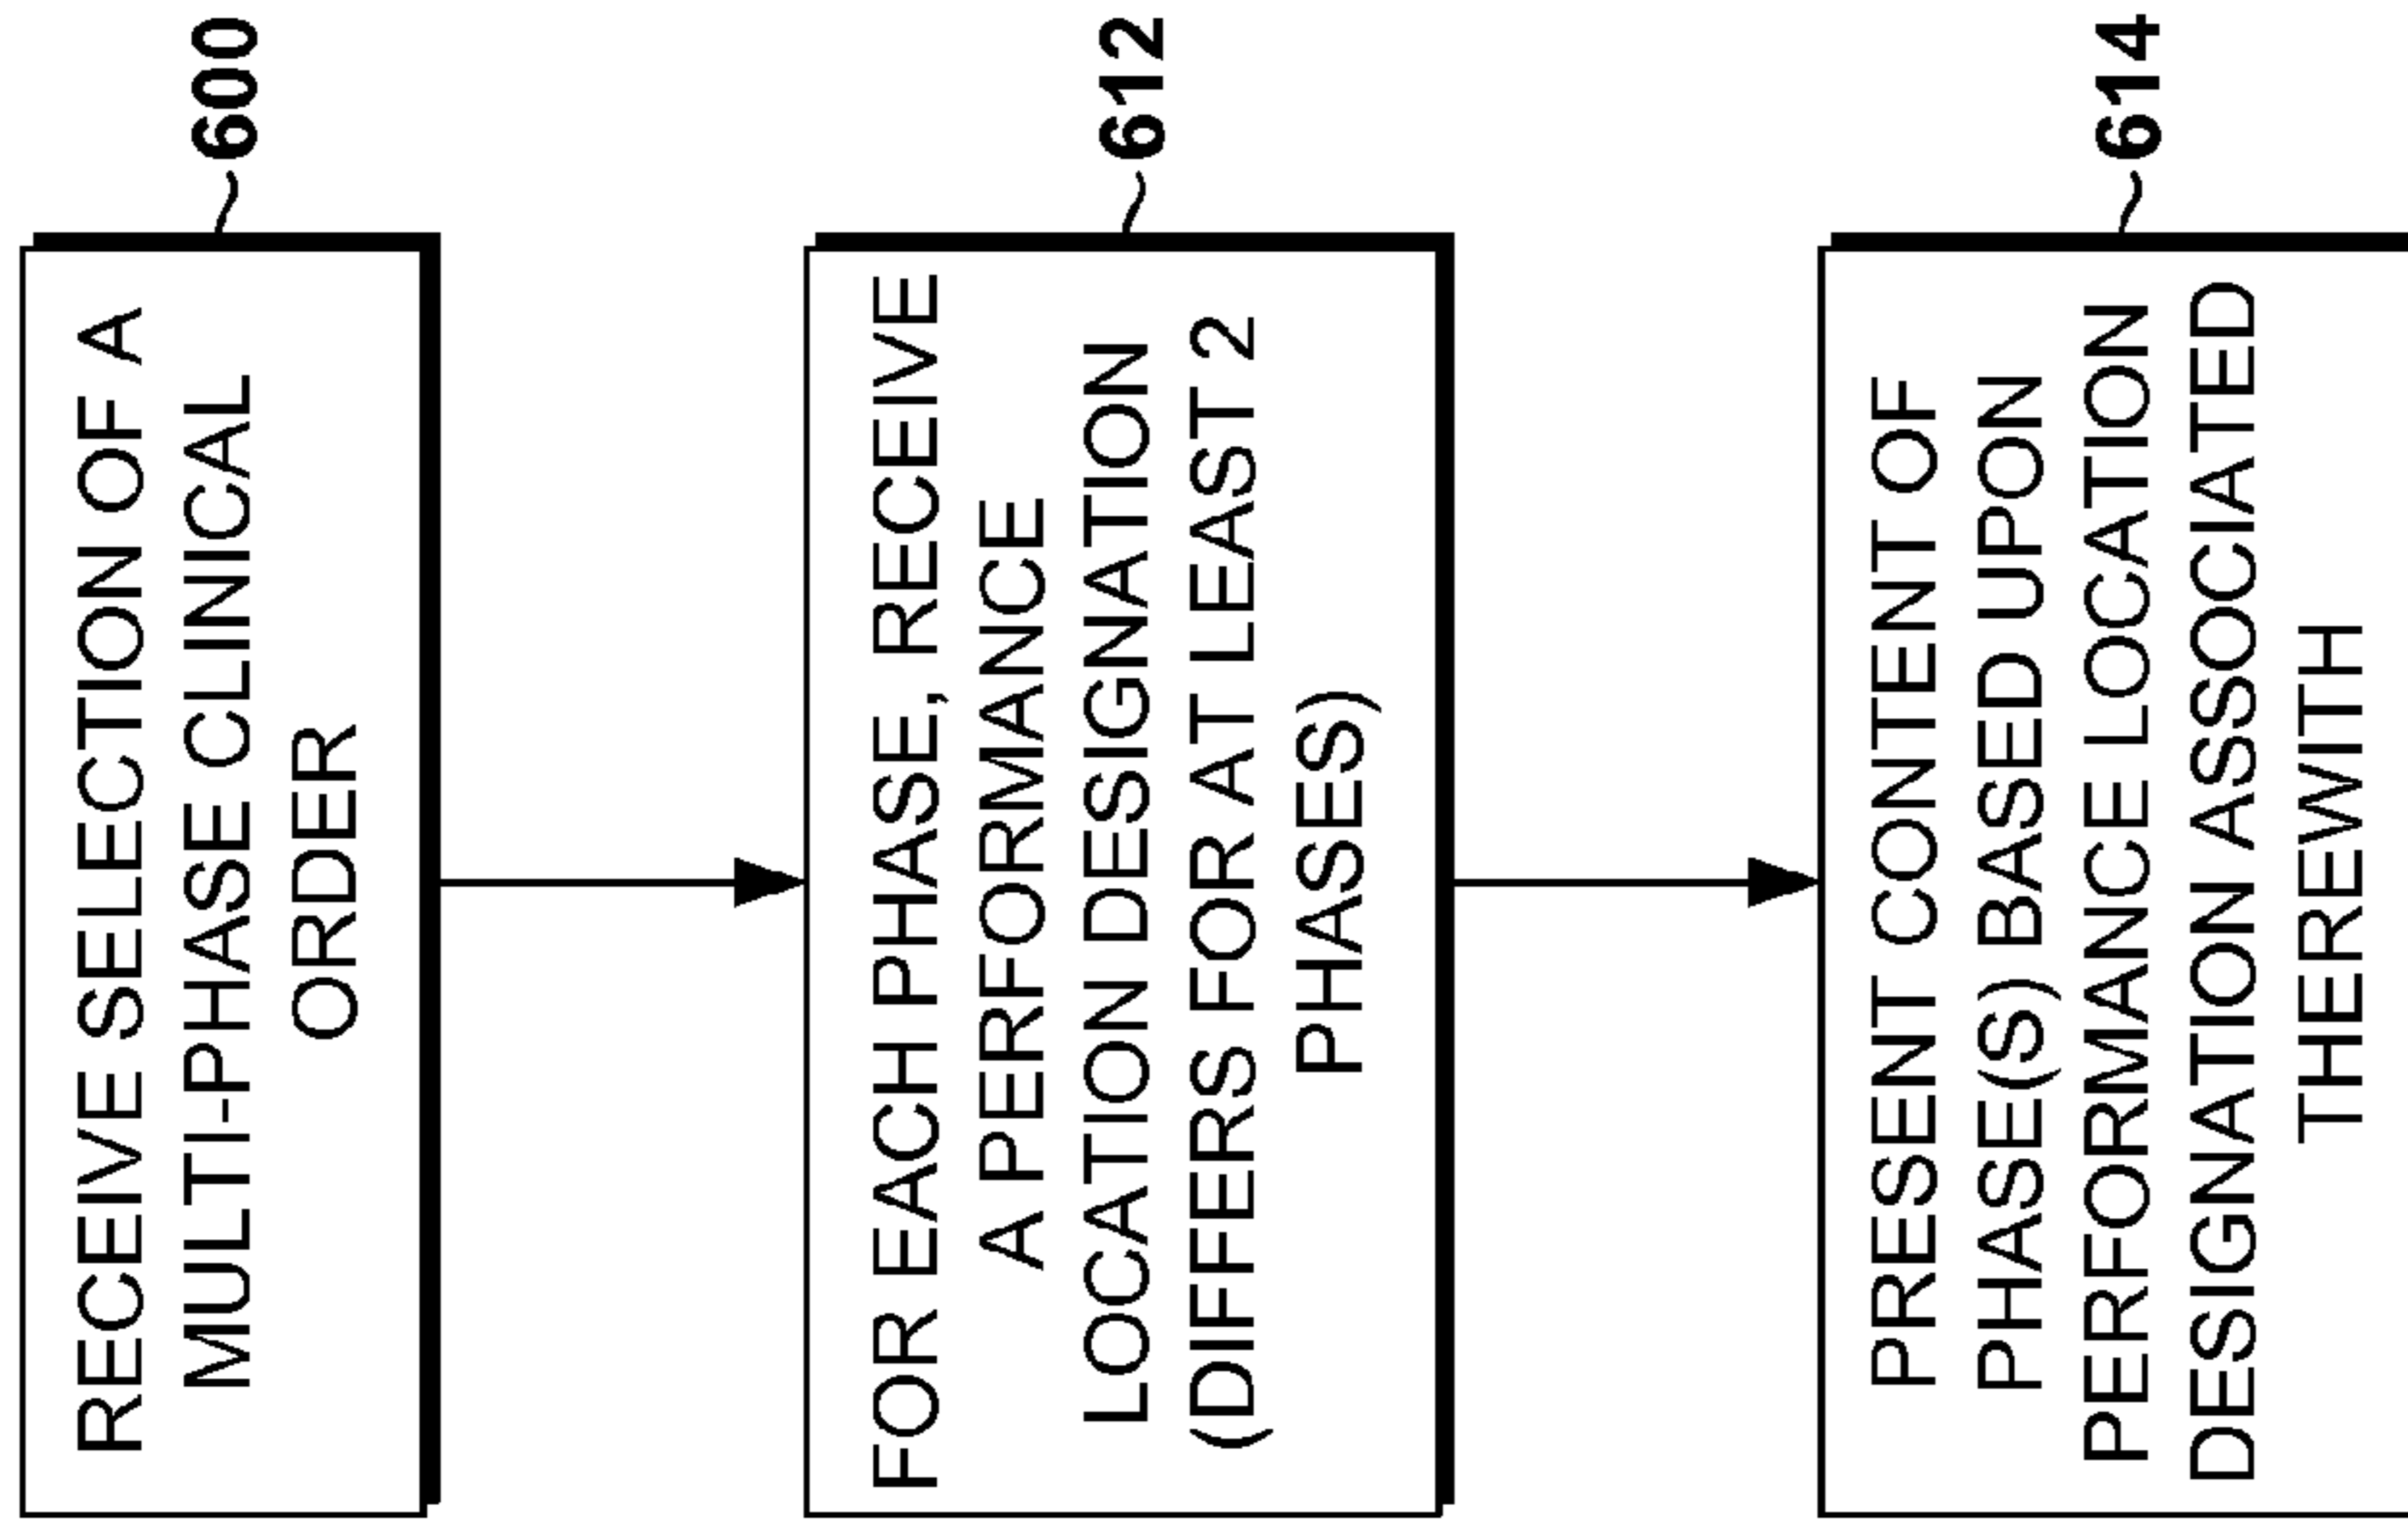 RECEIVE SELECTION OF A
MULTI-PHASE CLINICAL
ORDER
600
FOR EACH PHASE, RECEIVE
A PERFORMANCE
LOCATION DESIGNATION
(DIFFERS FOR AT LEAST 2
PHASES)
612
PRESENT CONTENT OF
PHASE(S) BASED UPON
PERFORMANCE LOCATION
DESIGNATION ASSOCIATED
THEREWITH
614